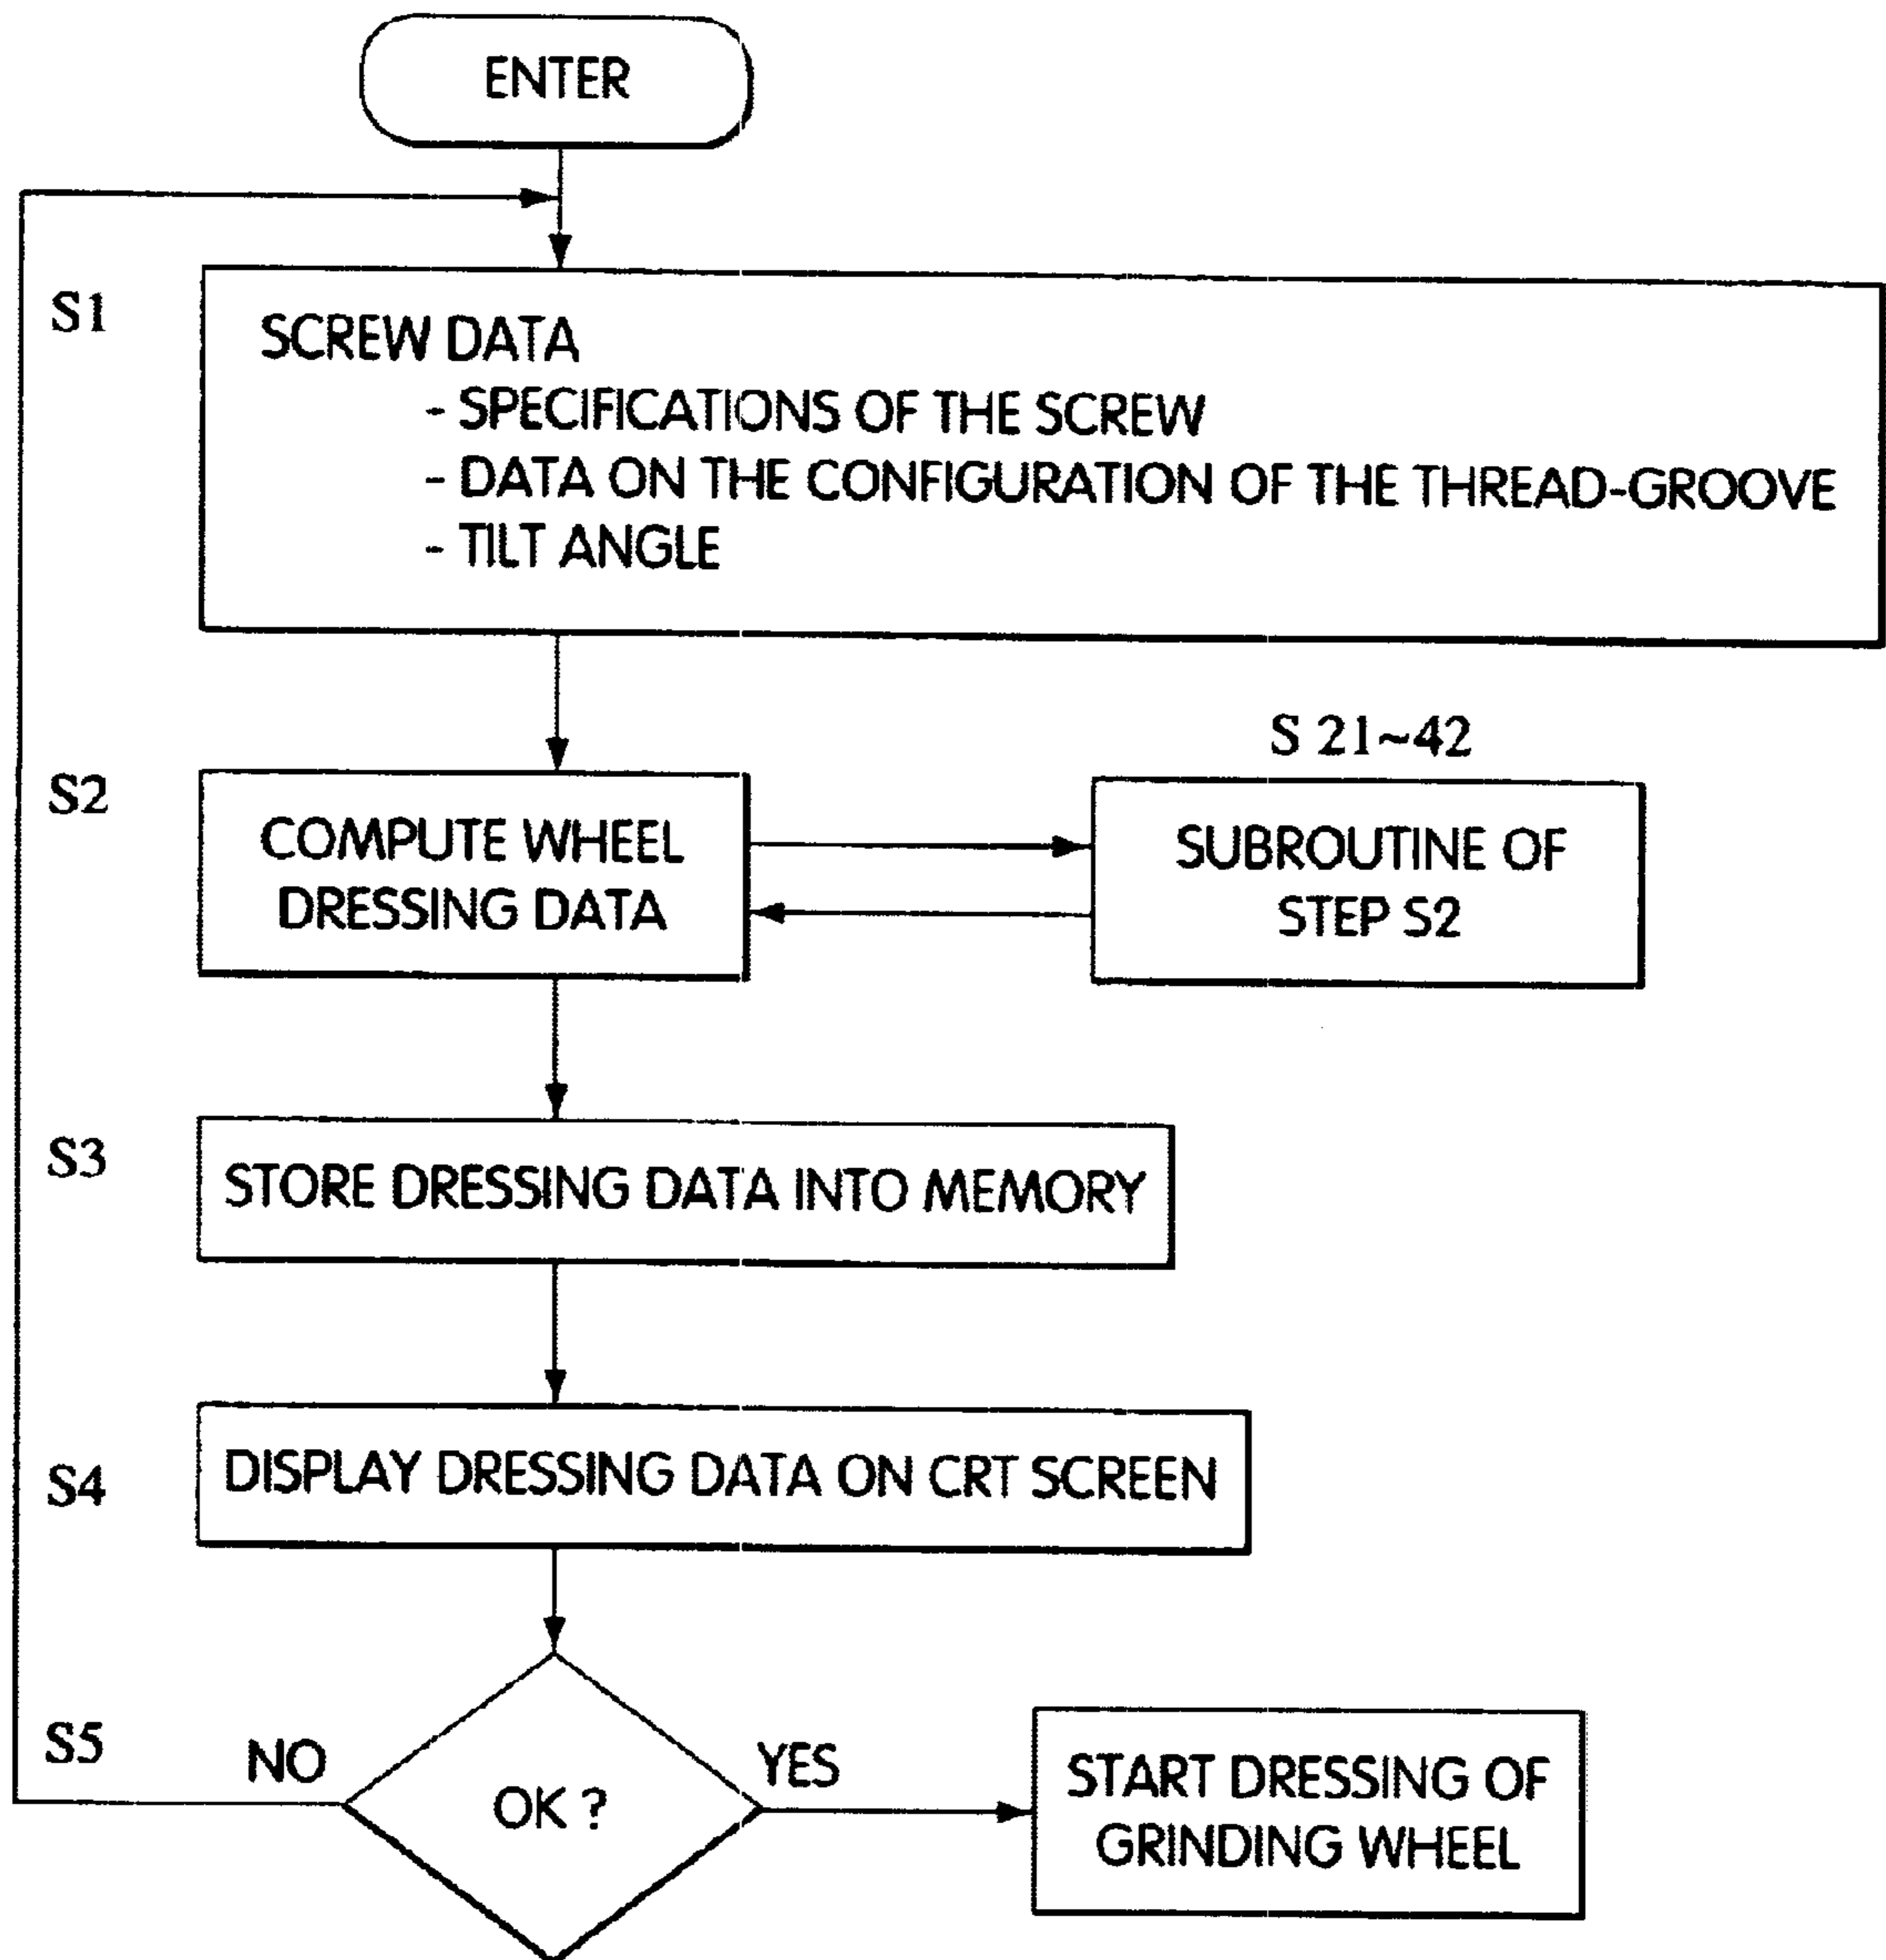 ENTER
S1
SCREW DATA
- SPECIFICATIONS OF THE SCREW
- DATA ON THE CONFIGURATION OF THE THREAD-GROOVE
- TILT ANGLE
S2
COMPUTE WHEEL
DRESSING DATA
S 21~42
SUBROUTINE OF
STEP S2
S3
STORE DRESSING DATA INTO MEMORY
S4
DISPLAY DRESSING DATA ON CRT SCREEN
S5
NO
OK ?
YES
START DRESSING OF
GRINDING WHEEL